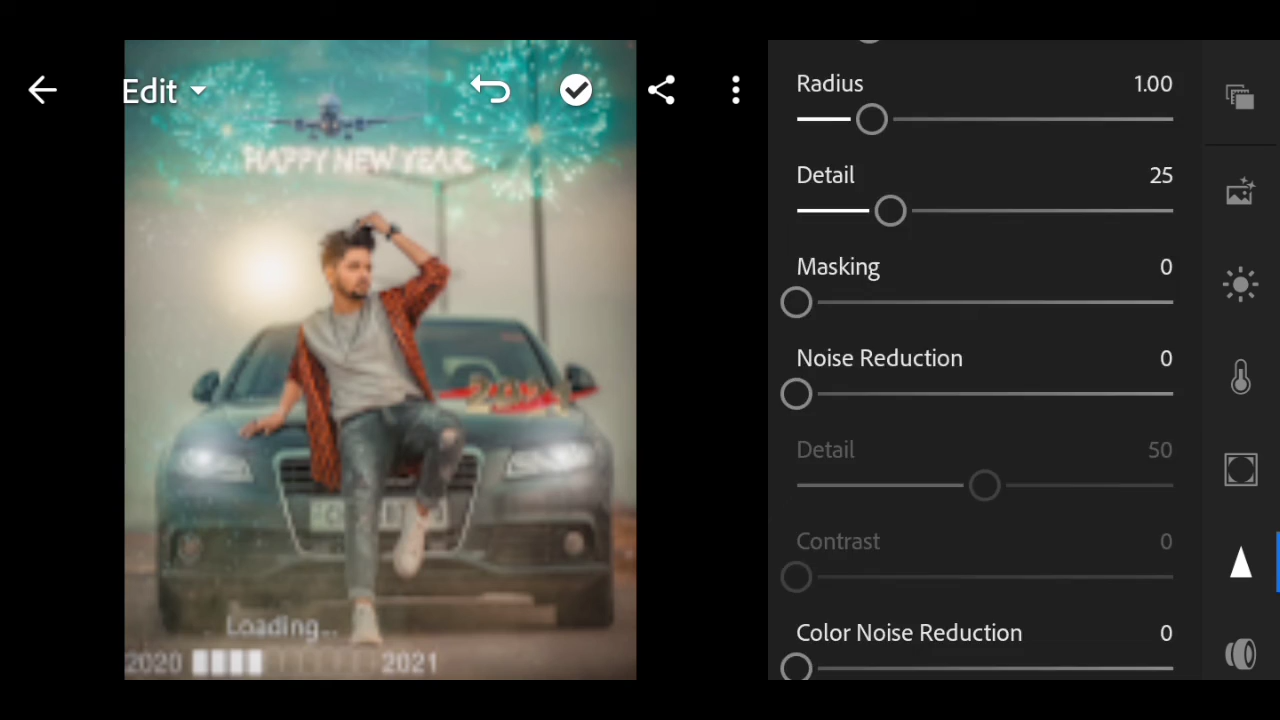 Edit
HAPPY NEW YEAR
Loading...
2020
2021
Radius 1.00
Detail 25
Masking 0
Noise Reduction 0
Detail 50
Contrast 0
Color Noise Reduction 0